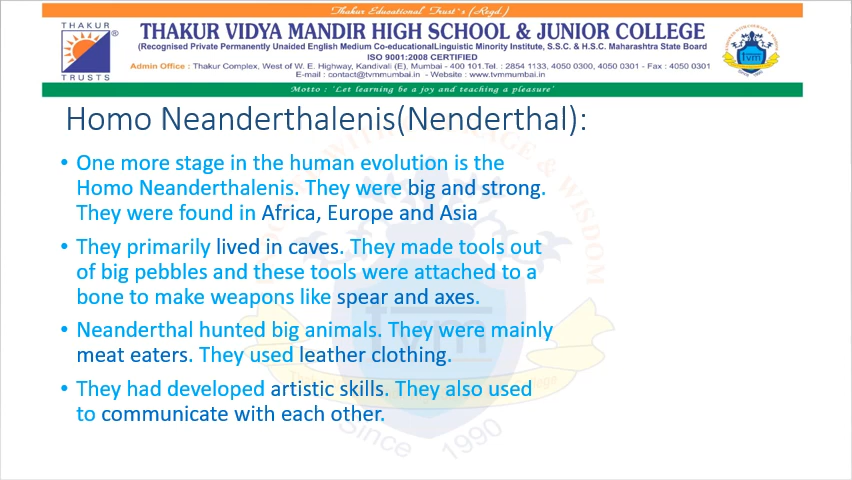 Thakur Educational Trust's (Regd.)
THAKUR
®
TRUSTS
THAKUR VIDYA MANDIR HIGH SCHOOL & JUNIOR COLLEGE
(Recognised Private Permanently Unaided English Medium Co-educationalLinguistic Minority Institute, S.S.C. & H.S.C. Maharashtra State Board
ISO 9001:2008 CERTIFIED
Admin Office : Thakur Complex, West of W. E. Highway, Kandivali (E), Mumbai - 400 101.Tel. : 2854 1133, 4050 0300, 4050 0301 - Fax : 4050 0301
E-mail : contact@tvmmumbai.in - Website : www.tvmmumbai.in
tvm
Motto : 'Let learning be a joy and teaching a pleasure'
Homo Neanderthalenis(Nenderthal):
• One more stage in the human evolution is the
Homo Neanderthalenis. They were big and strong.
They were found in Africa, Europe and Asia
• They primarily lived in caves. They made tools out
of big pebbles and these tools were attached to a
bone to make weapons like spear and axes.
• Neanderthal hunted big animals. They were mainly
meat eaters. They used leather clothing.
• They had developed artistic skills. They also used
to communicate with each other.
& WISDOM
tvm
Since 1990